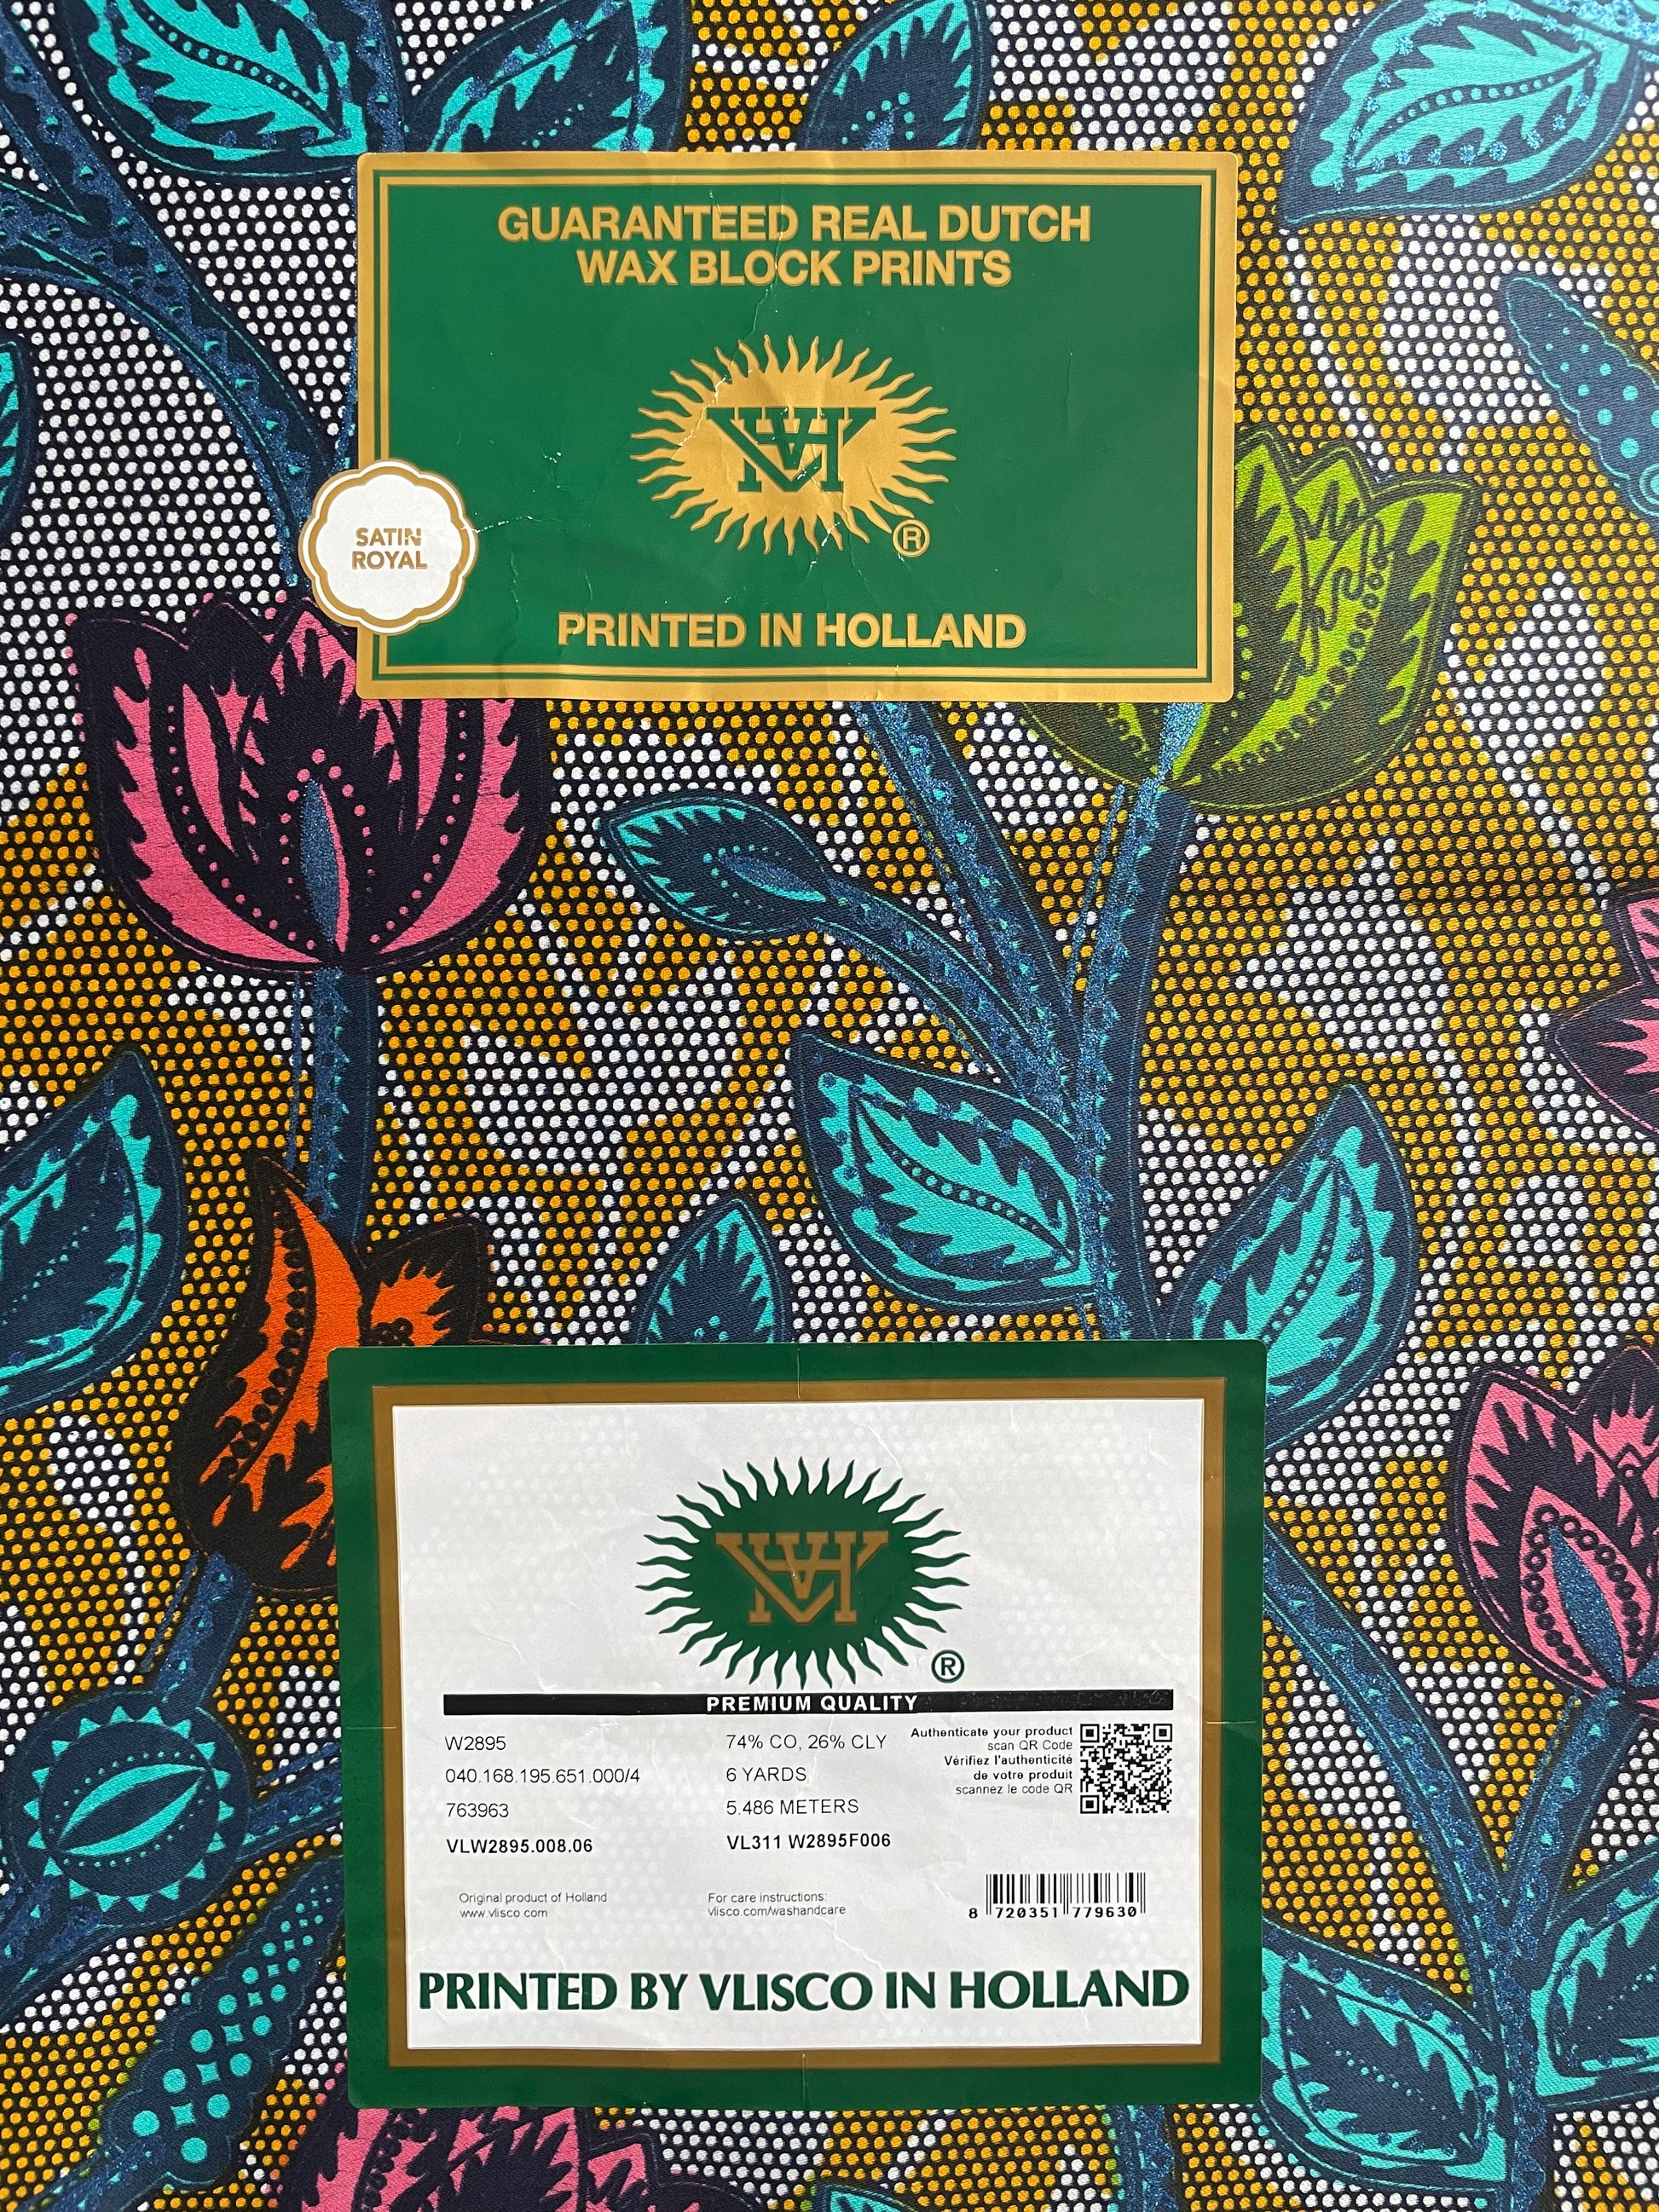 GUARANTEED REAL DUTCH
WAX BLOCK PRINTS
VH
®
SATIN
ROYAL
PRINTED IN HOLLAND
VH
®
PREMIUM QUALITY
W2895
040.168.195.651.000/4
763963
VLW2895.008.06
74% CO, 26% CLY
6 YARDS
5.486 METERS
VL311 W2895F006
Authenticate your product
scan QR Code
Vérifiez l'authenticité
de votre produit
scannez le code QR
Original product of Holland
www.vlisco.com
For care instructions:
vlisco.com/washandcare
8 720351 779630
PRINTED BY VLISCO IN HOLLAND